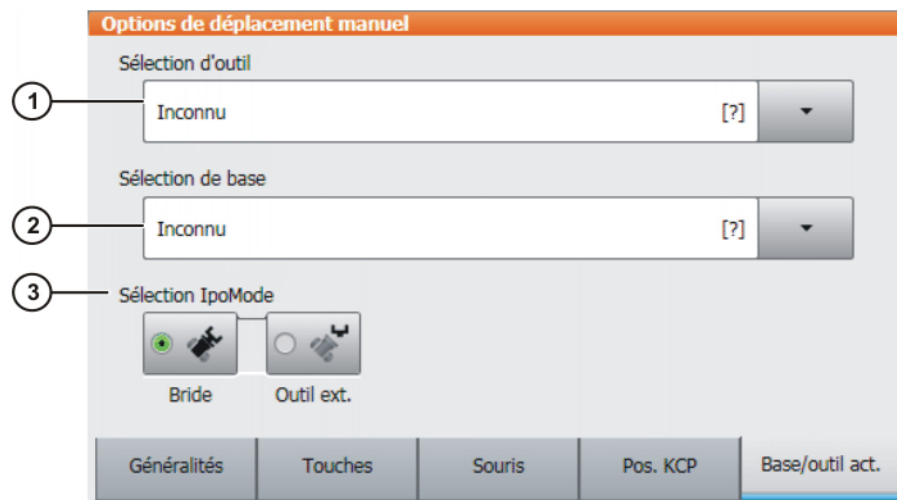 Options de déplacement manuel
Sélection d'outil
1
Inconnu [?]
Sélection de base
2
Inconnu [?]
3
Sélection IpoMode
Bride Outil ext.
Généralités Touches Souris Pos. KCP Base/outil act.